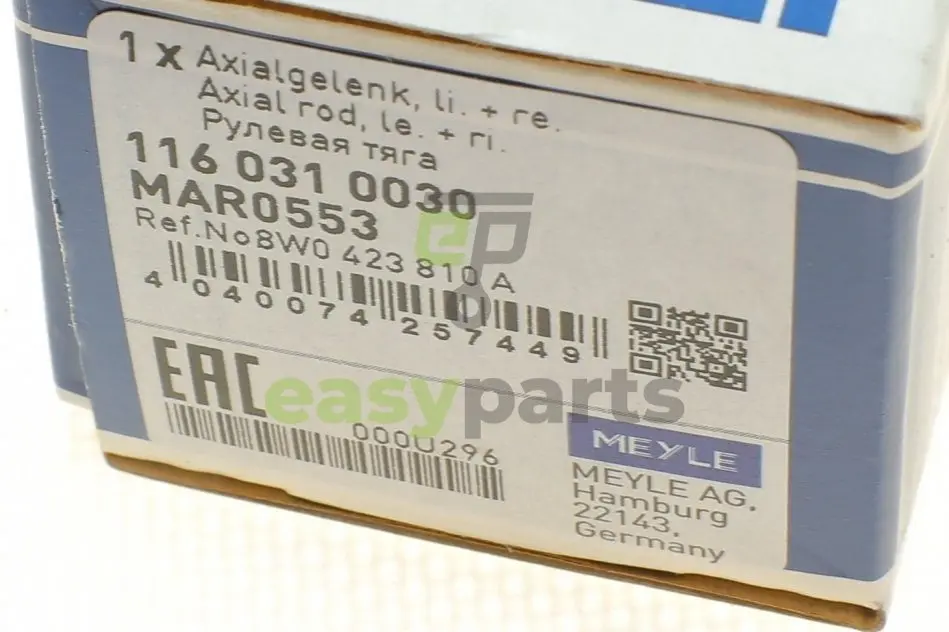 1 x Axialgelenk, li. + re.
Axial rod, le. + ri.
Рулевая тяга
116 031 0030
MAR0553
Ref.No8W0 423 810 A
4 040074 257449
EAC
easyparts
000U296
MEYLE
MEYLE AG,
Hamburg
22143,
Germany